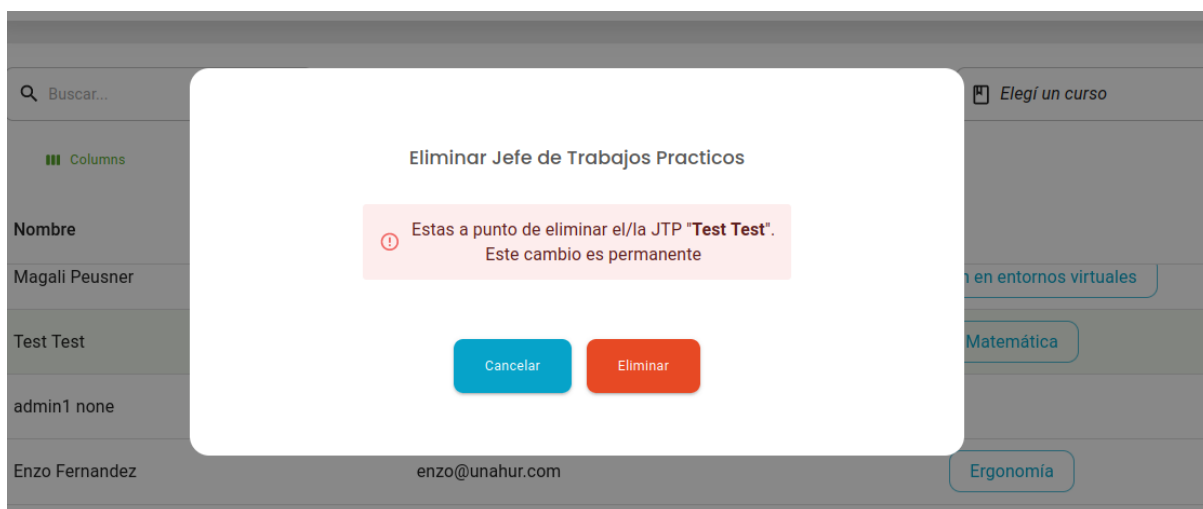 Buscar...
Elegí un curso
Columns
Eliminar Jefe de Trabajos Practicos
Nombre
Estas a punto de eliminar el/la JTP "Test Test".
Este cambio es permanente
Magali Peusner
en entornos virtuales
Test Test
Matemática
Cancelar
Eliminar
admin1 none
Enzo Fernandez
enzo@unahur.com
Ergonomía